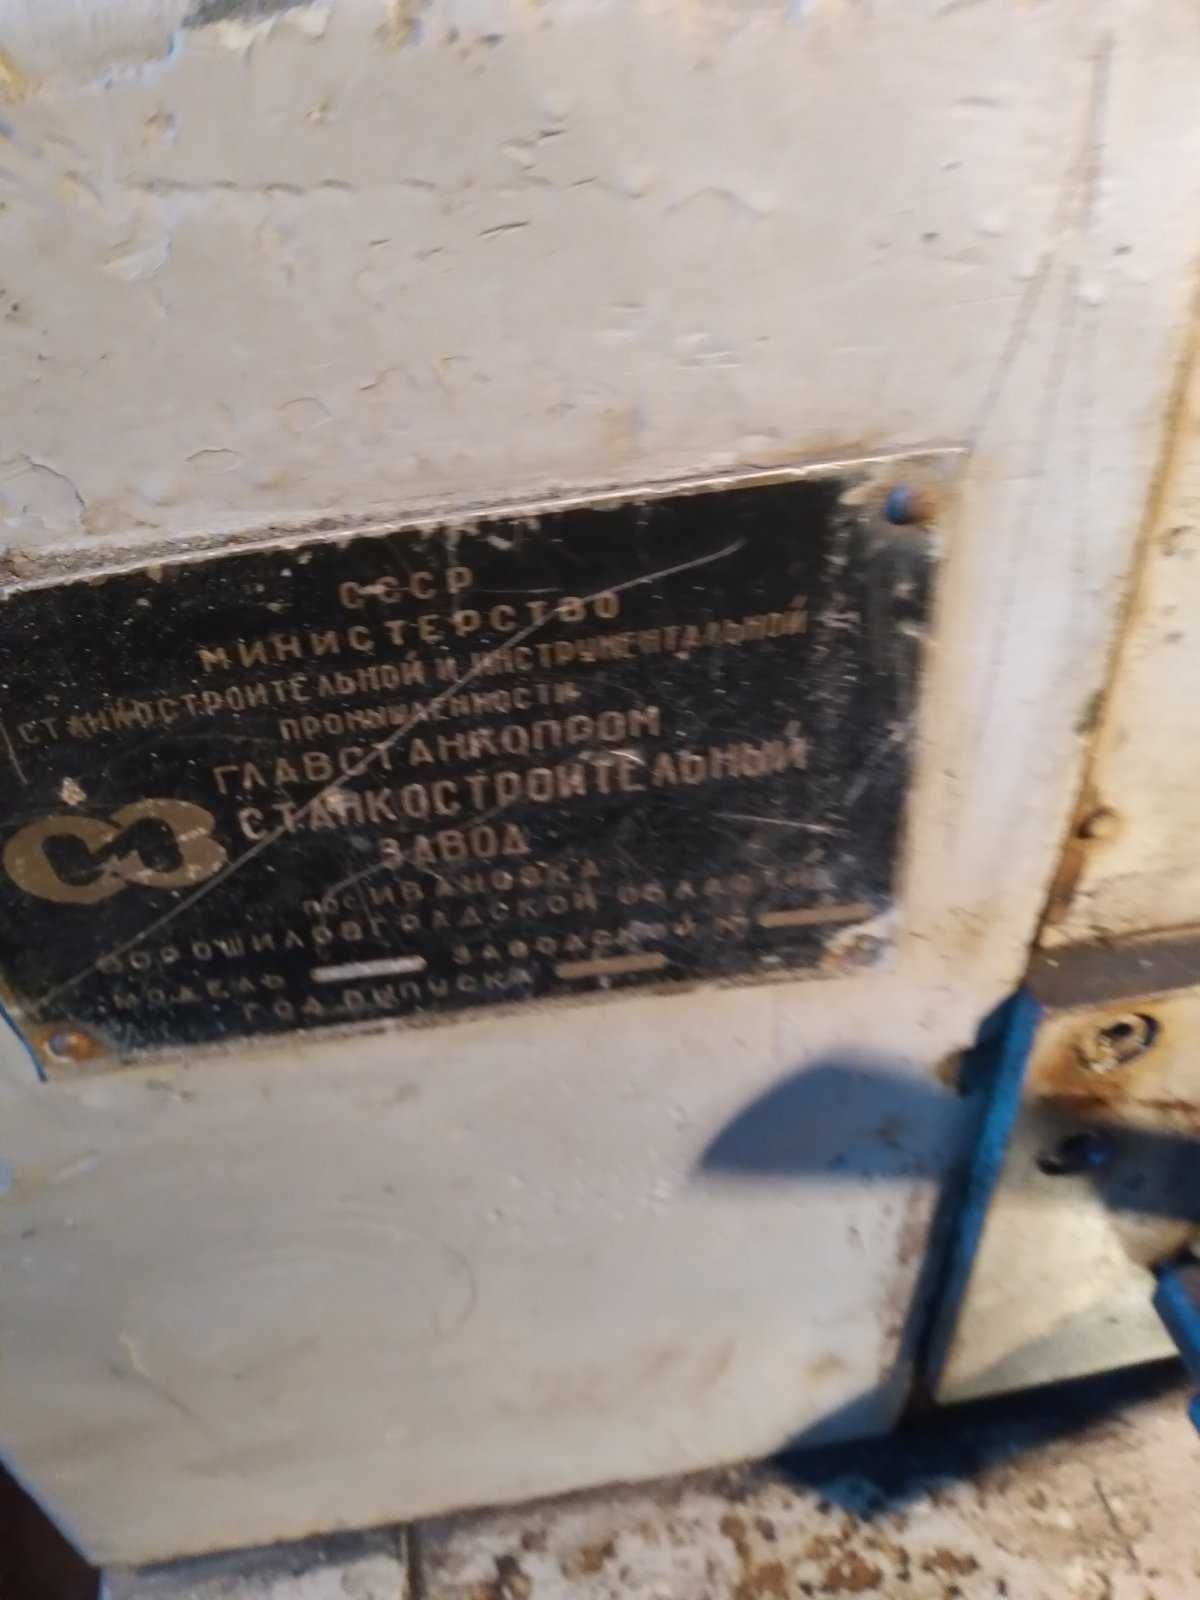 СССР
МИНИСТЕРСТВО
СТАНКОСТРОИТЕЛЬНОЙ И ИНСТРУМЕНТАЛЬНОЙ
ПРОМЫШЛЕННОСТИ
ГЛАВСТАНКОПРОМ
СТАНКОСТРОИТЕЛЬНЫЙ
ЗАВОД
пос ИВАНОВКА
ВОРОШИЛОВГРАДСКОЙ ОБЛАСТИ
МОДЕЛЬ ЗАВОДСКОЙ №
ГОД ВЫПУСКА